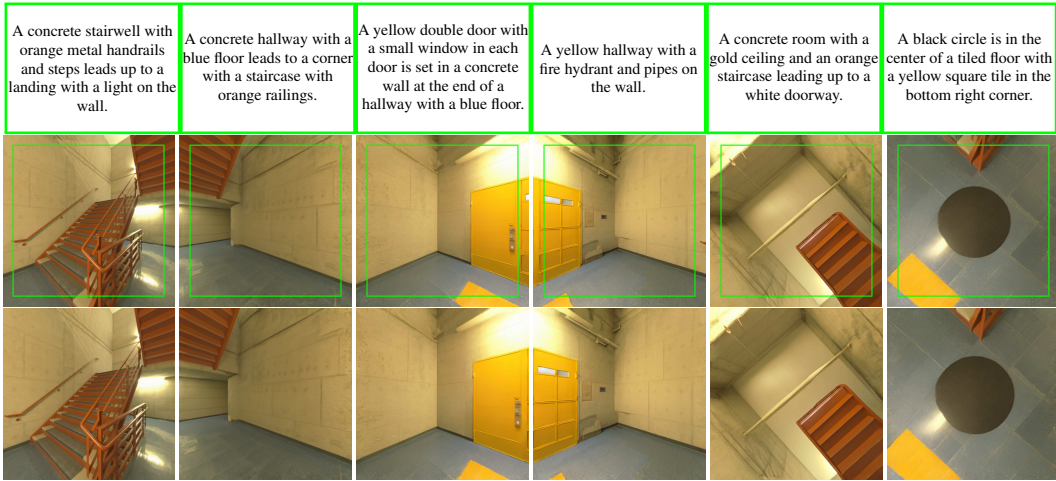 A concrete stairwell with
orange metal handrails
and steps leads up to a
landing with a light on the
wall.
A concrete hallway with a
blue floor leads to a corner
with a staircase with
orange railings.
A yellow double door with
a small window in each
door is set in a concrete
wall at the end of a
hallway with a blue floor.
A yellow hallway with a
fire hydrant and pipes on
the wall.
A concrete room with a
gold ceiling and an orange
staircase leading up to a
white doorway.
A black circle is in the
center of a tiled floor with
a yellow square tile in the
bottom right corner.